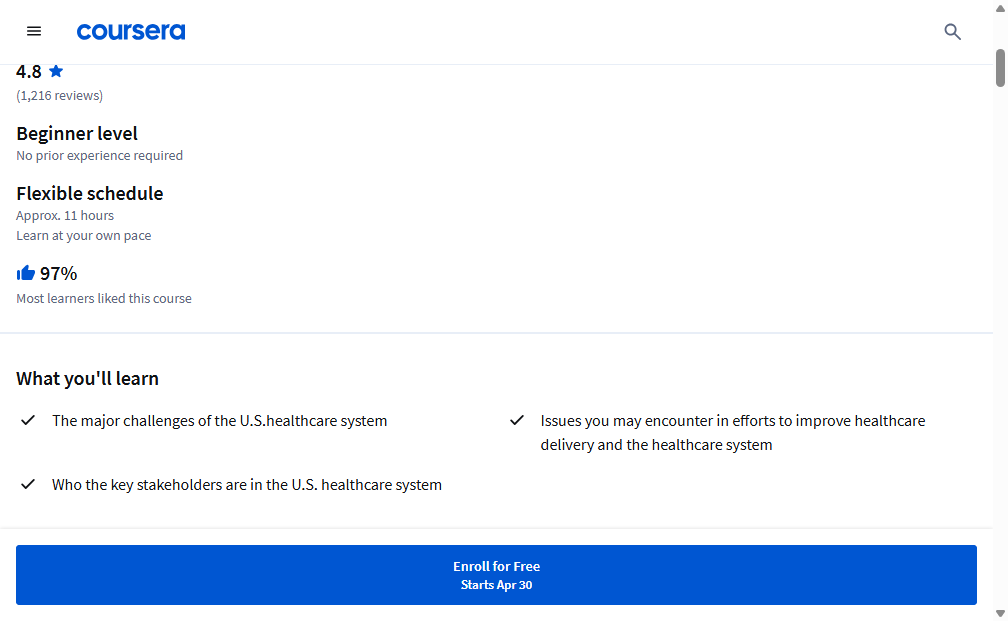 coursera
4.8
(1,216 reviews)
Beginner level
No prior experience required
Flexible schedule
Approx. 11 hours
Learn at your own pace
97%
Most learners liked this course
What you'll learn
The major challenges of the U.S.healthcare system
Issues you may encounter in efforts to improve healthcare
delivery and the healthcare system
Who the key stakeholders are in the U.S. healthcare system
Enroll for Free
Starts Apr 30